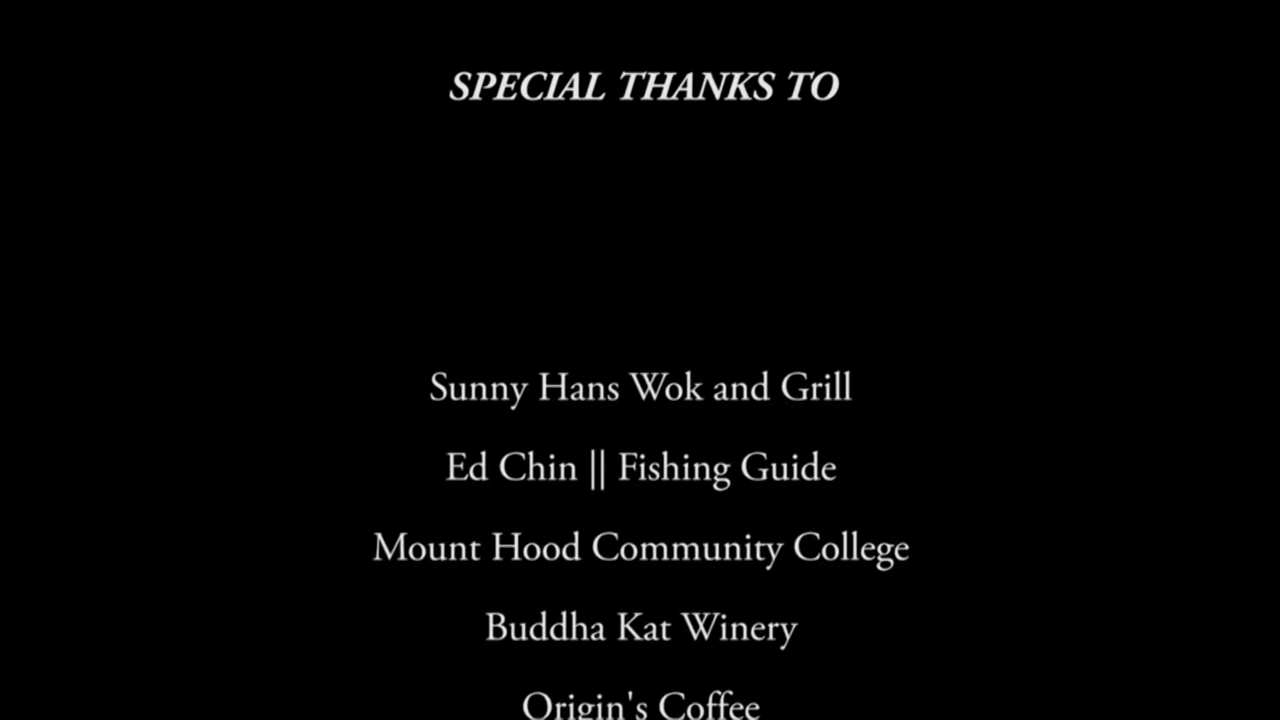 SPECIAL THANKS TO
Sunny Hans Wok and Grill
Ed Chin || Fishing Guide
Mount Hood Community College
Buddha Kat Winery
Origin's Coffee